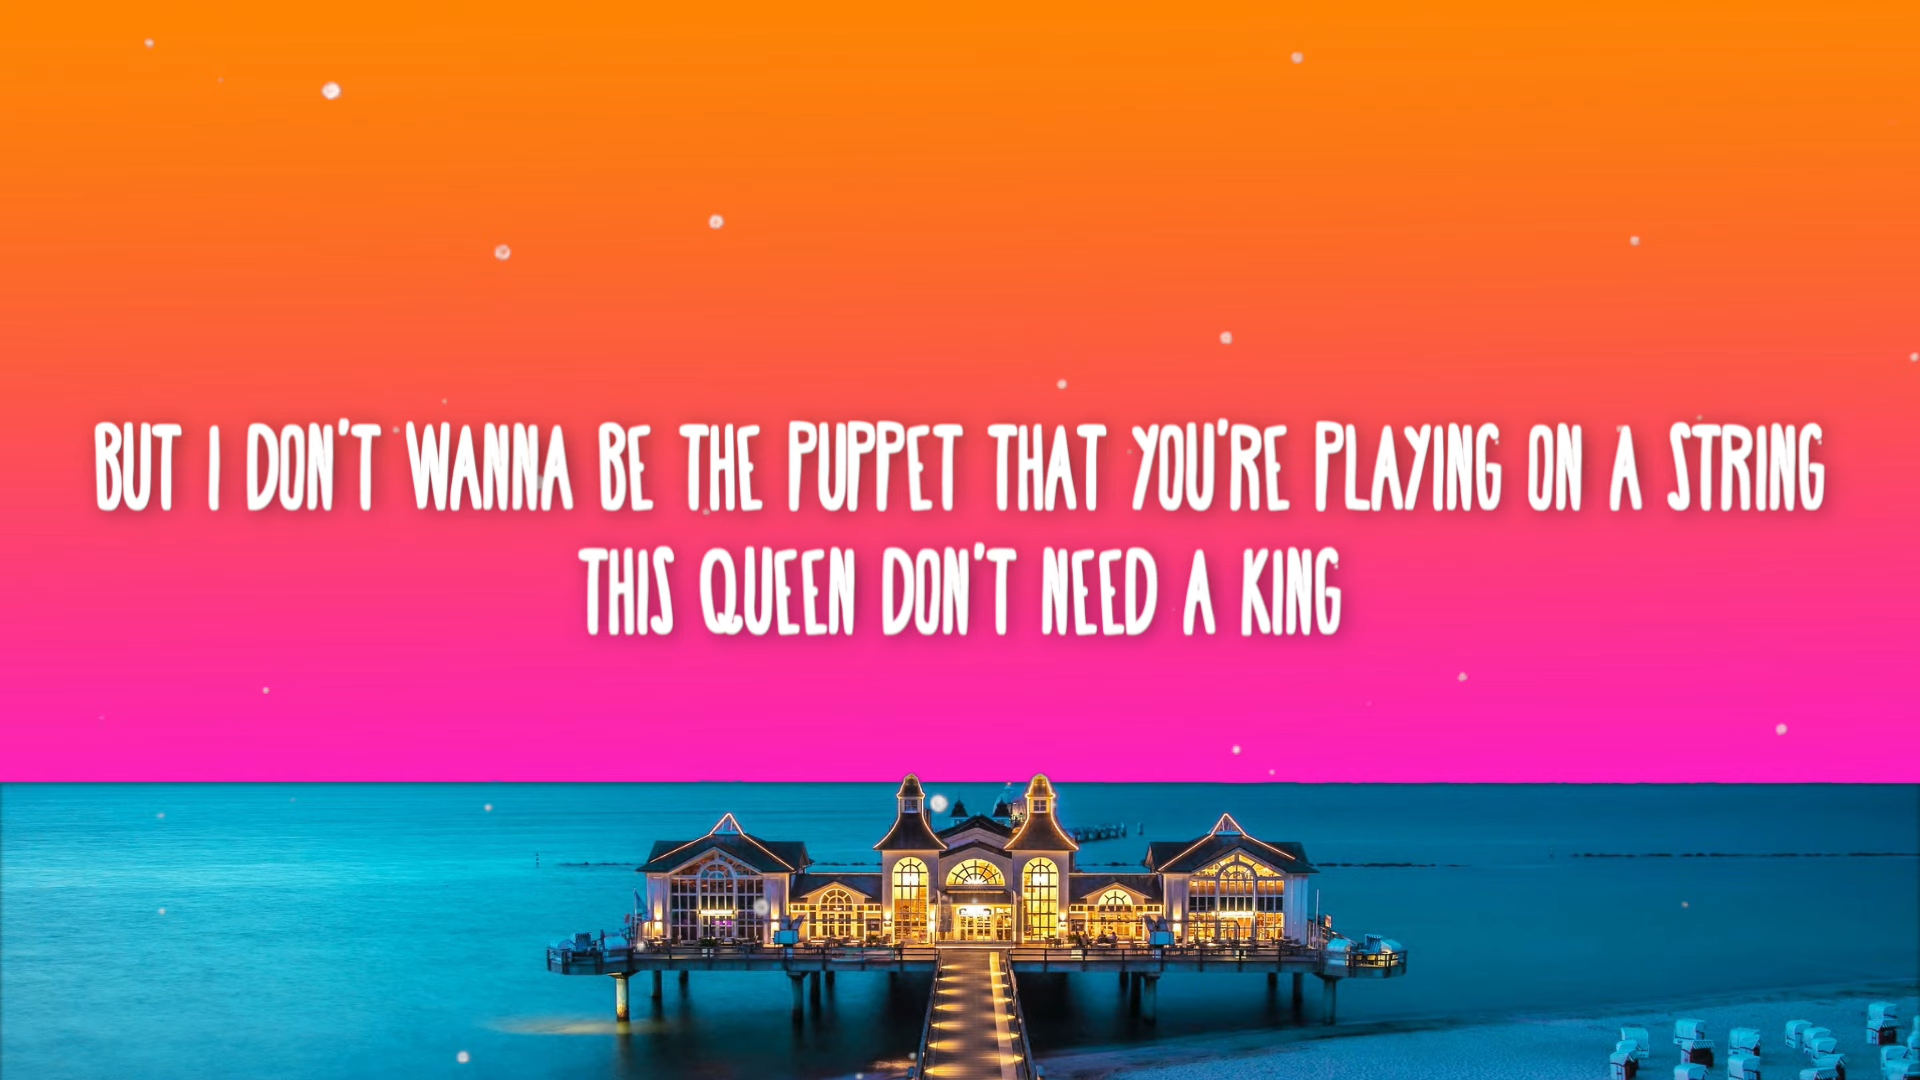 BUT I DON'T WANNA BE THE PUPPET THAT YOU'RE PLAYING ON A STRING
THIS QUEEN DON'T NEED A KING